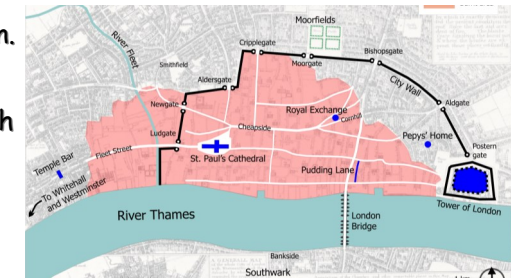 n.
h
Moorfields
River Fleet
Cripplegate
Bishopsgate
Smithfield
Moorgate
Aldersgate
City Wall
Newgate
Royal Exchange
Cornhill
Aldgate
Ludgate
Cheapside
Pepys' Home
Postern
gate
Fleet Street
St. Paul's Cathedral
Temple Bar
Pudding Lane
To Whitehall
and Westminster
Tower of London
River Thames
London
Bridge
Bankside
Southwark